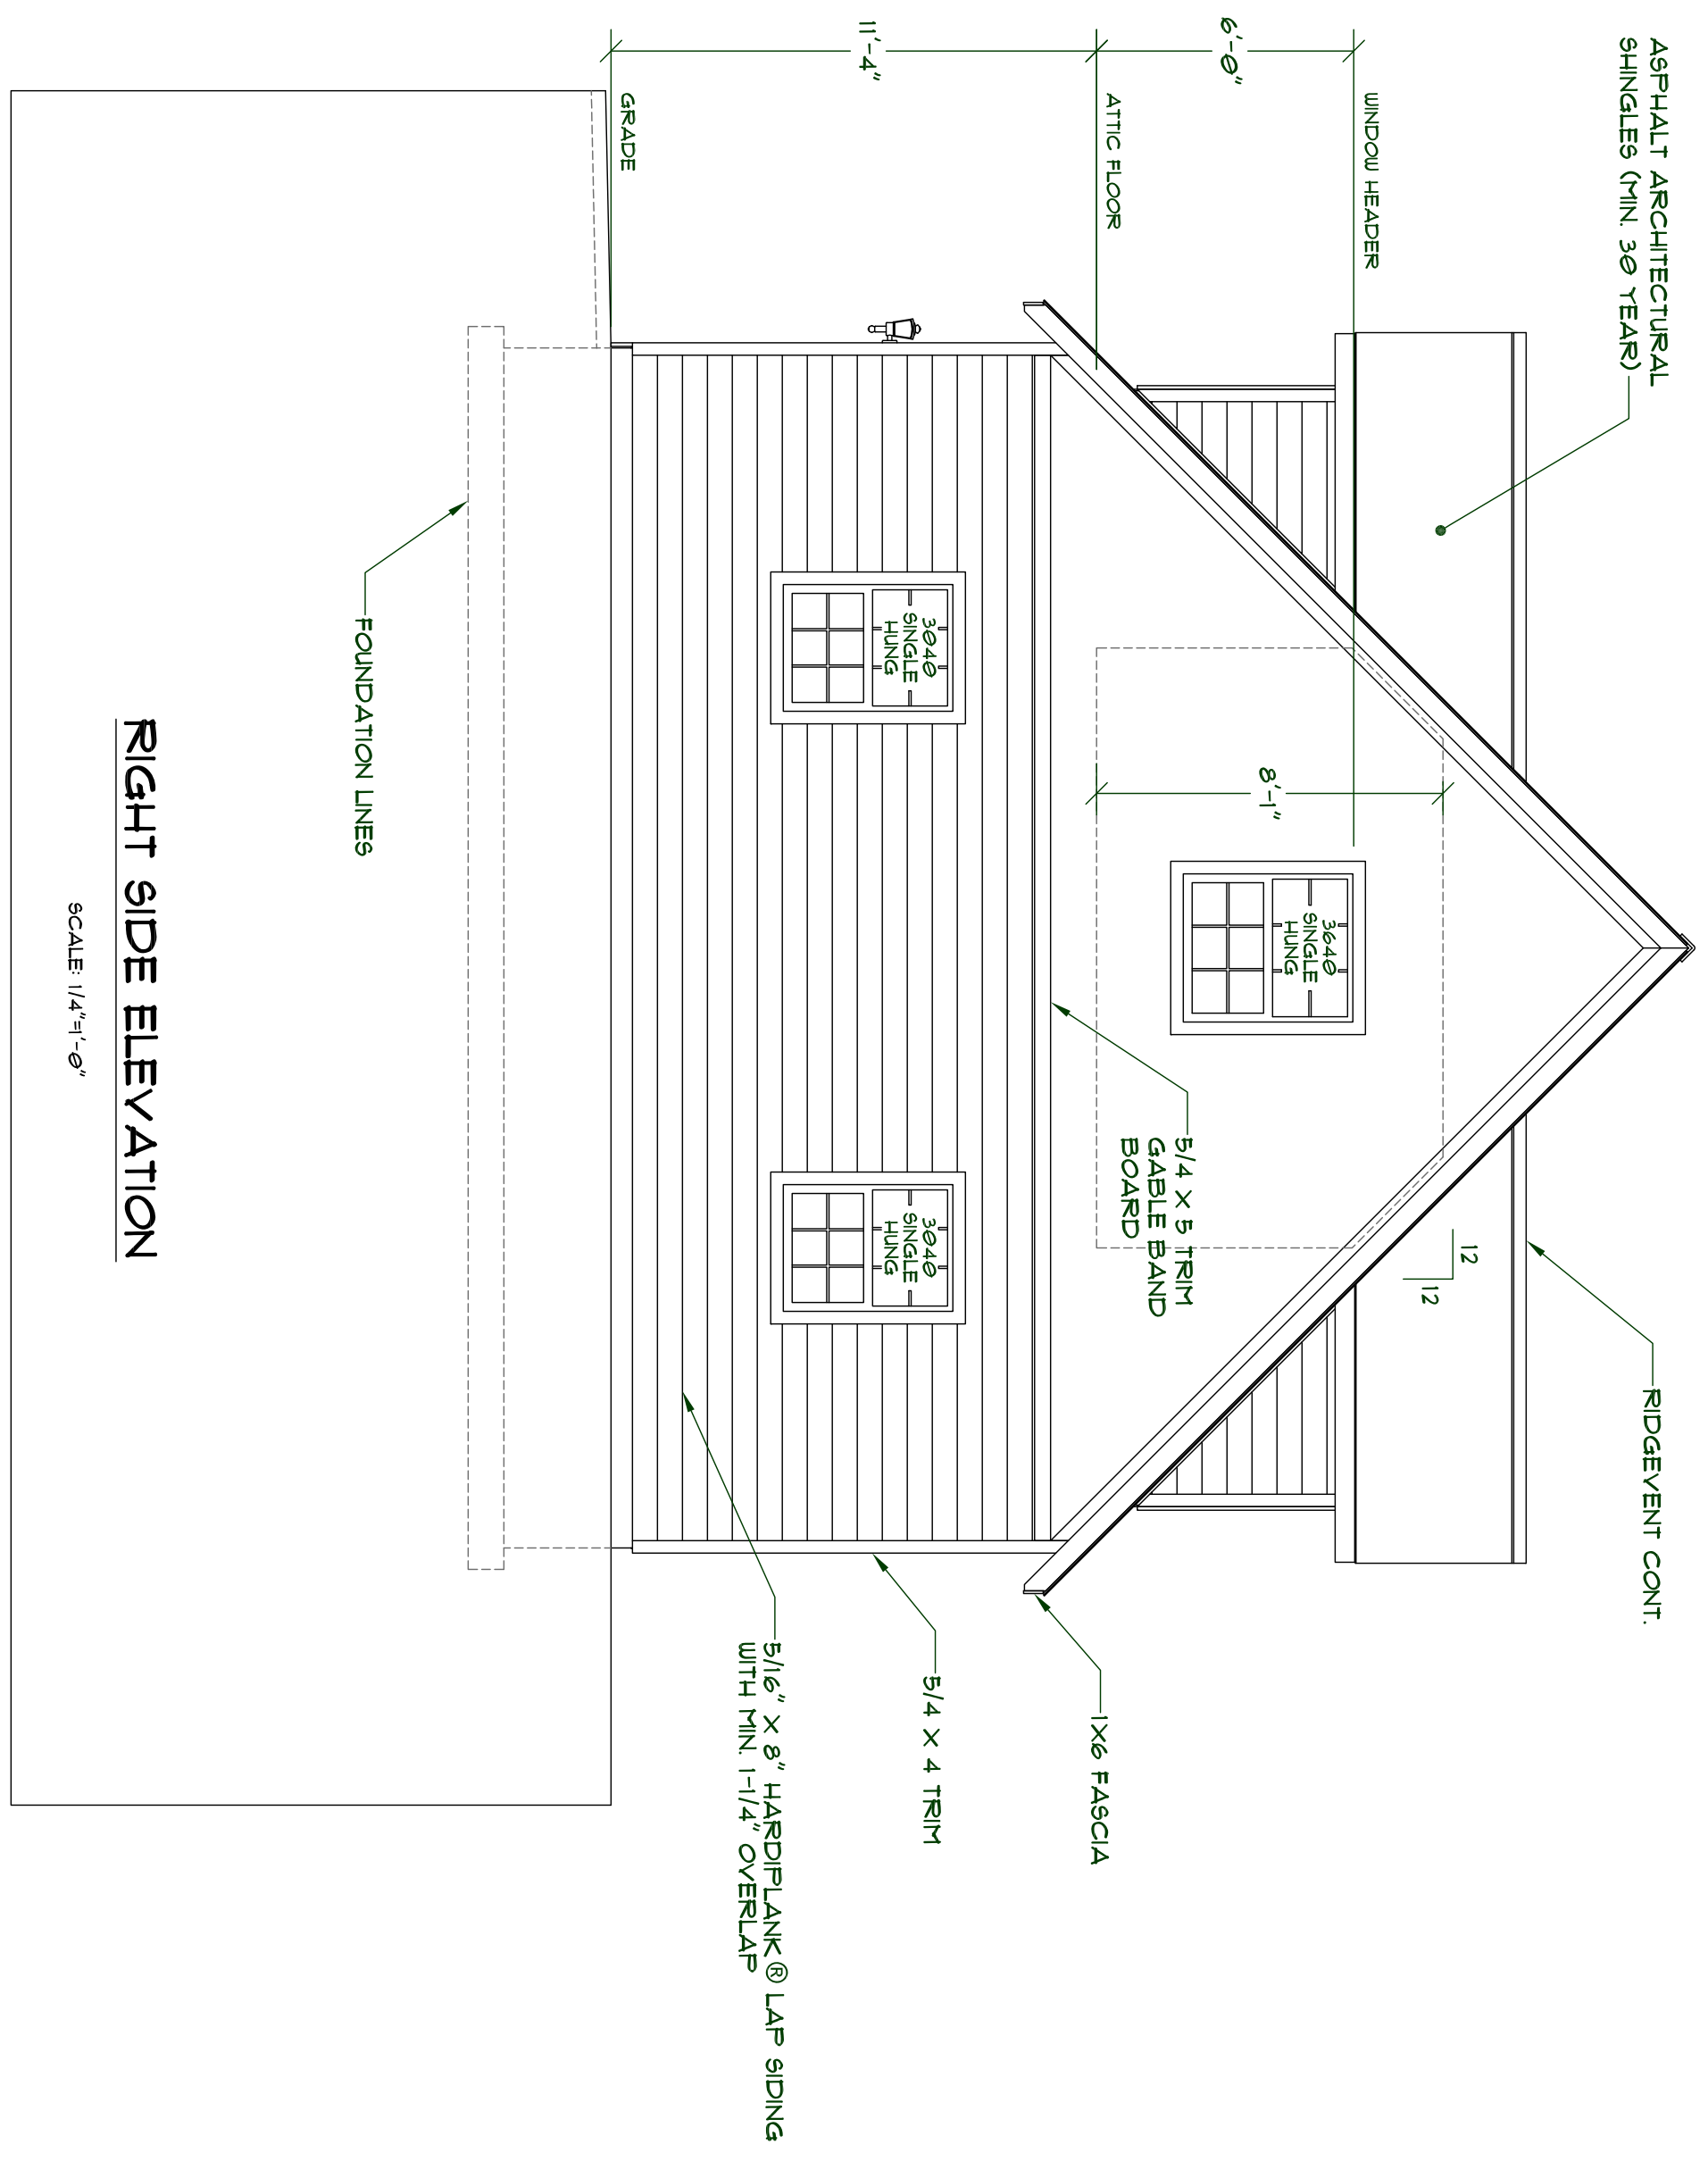 ASPHALT ARCHITECTURAL
SHINGLES (MIN. 30 YEAR)
RIDGEVENT CONT.
12
12
6'-0"
WINDOW HEADER
8'-1"
3640
SINGLE
HUNG
5/4 X 5 TRIM
GABLE BAND
BOARD
ATTIC FLOOR
1X6 FASCIA
11'-4"
3040
SINGLE
HUNG
3040
SINGLE
HUNG
5/4 X 4 TRIM
5/16" X 8" HARDIPLANK® LAP SIDING
WITH MIN. 1-1/4" OVERLAP
GRADE
FOUNDATION LINES
RIGHT SIDE ELEVATION
SCALE: 1/4"=1'-0"